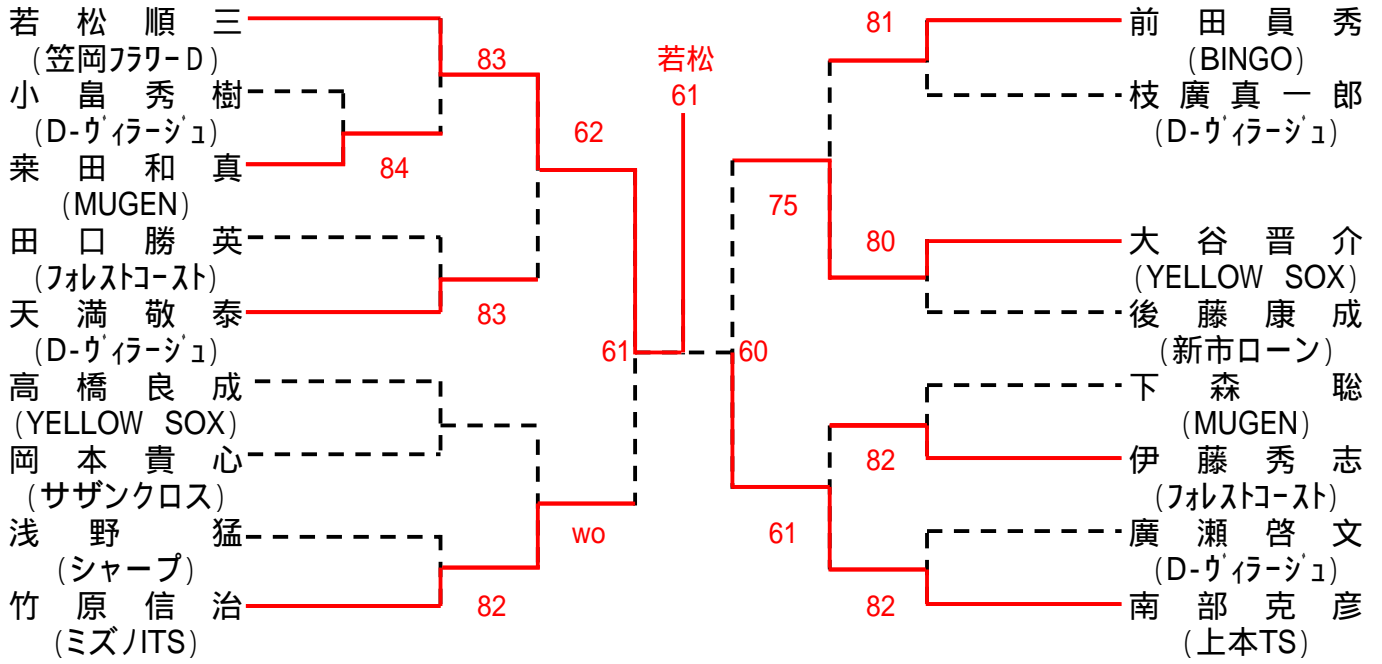 若松順三
(笠岡フラワーD)
小畠秀樹
(D-ヴィラージュ)
桒田和真
(MUGEN)
田口勝英
(フォレストコースト)
天満敬泰
(D-ヴィラージュ)
高橋良成
(YELLOW SOX)
岡本貴心
(サザンクロス)
浅野猛
(シャープ)
竹原信治
(ミズノITS)
83
84
83
82
62
wo
61
若松
61
60
75
61
81
80
82
82
前田員秀
(BINGO)
枝廣真一郎
(D-ヴィラージュ)
大谷晋介
(YELLOW SOX)
後藤康成
(新市ローン)
下森聡
(MUGEN)
伊藤秀志
(フォレストコースト)
廣瀬啓文
(D-ヴィラージュ)
南部克彦
(上本TS)